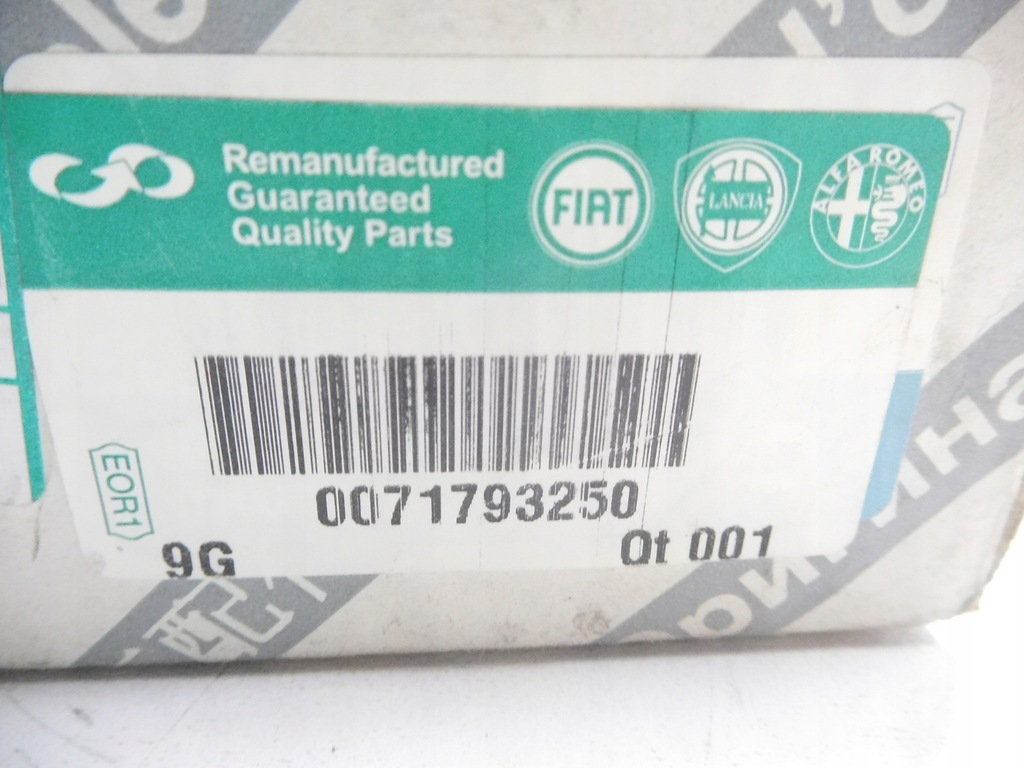 Remanufactured
Guaranteed
Quality Parts
FIAT
LANCIA
ALFA ROMEO
0071793250
EOR1
9G
Qt 001